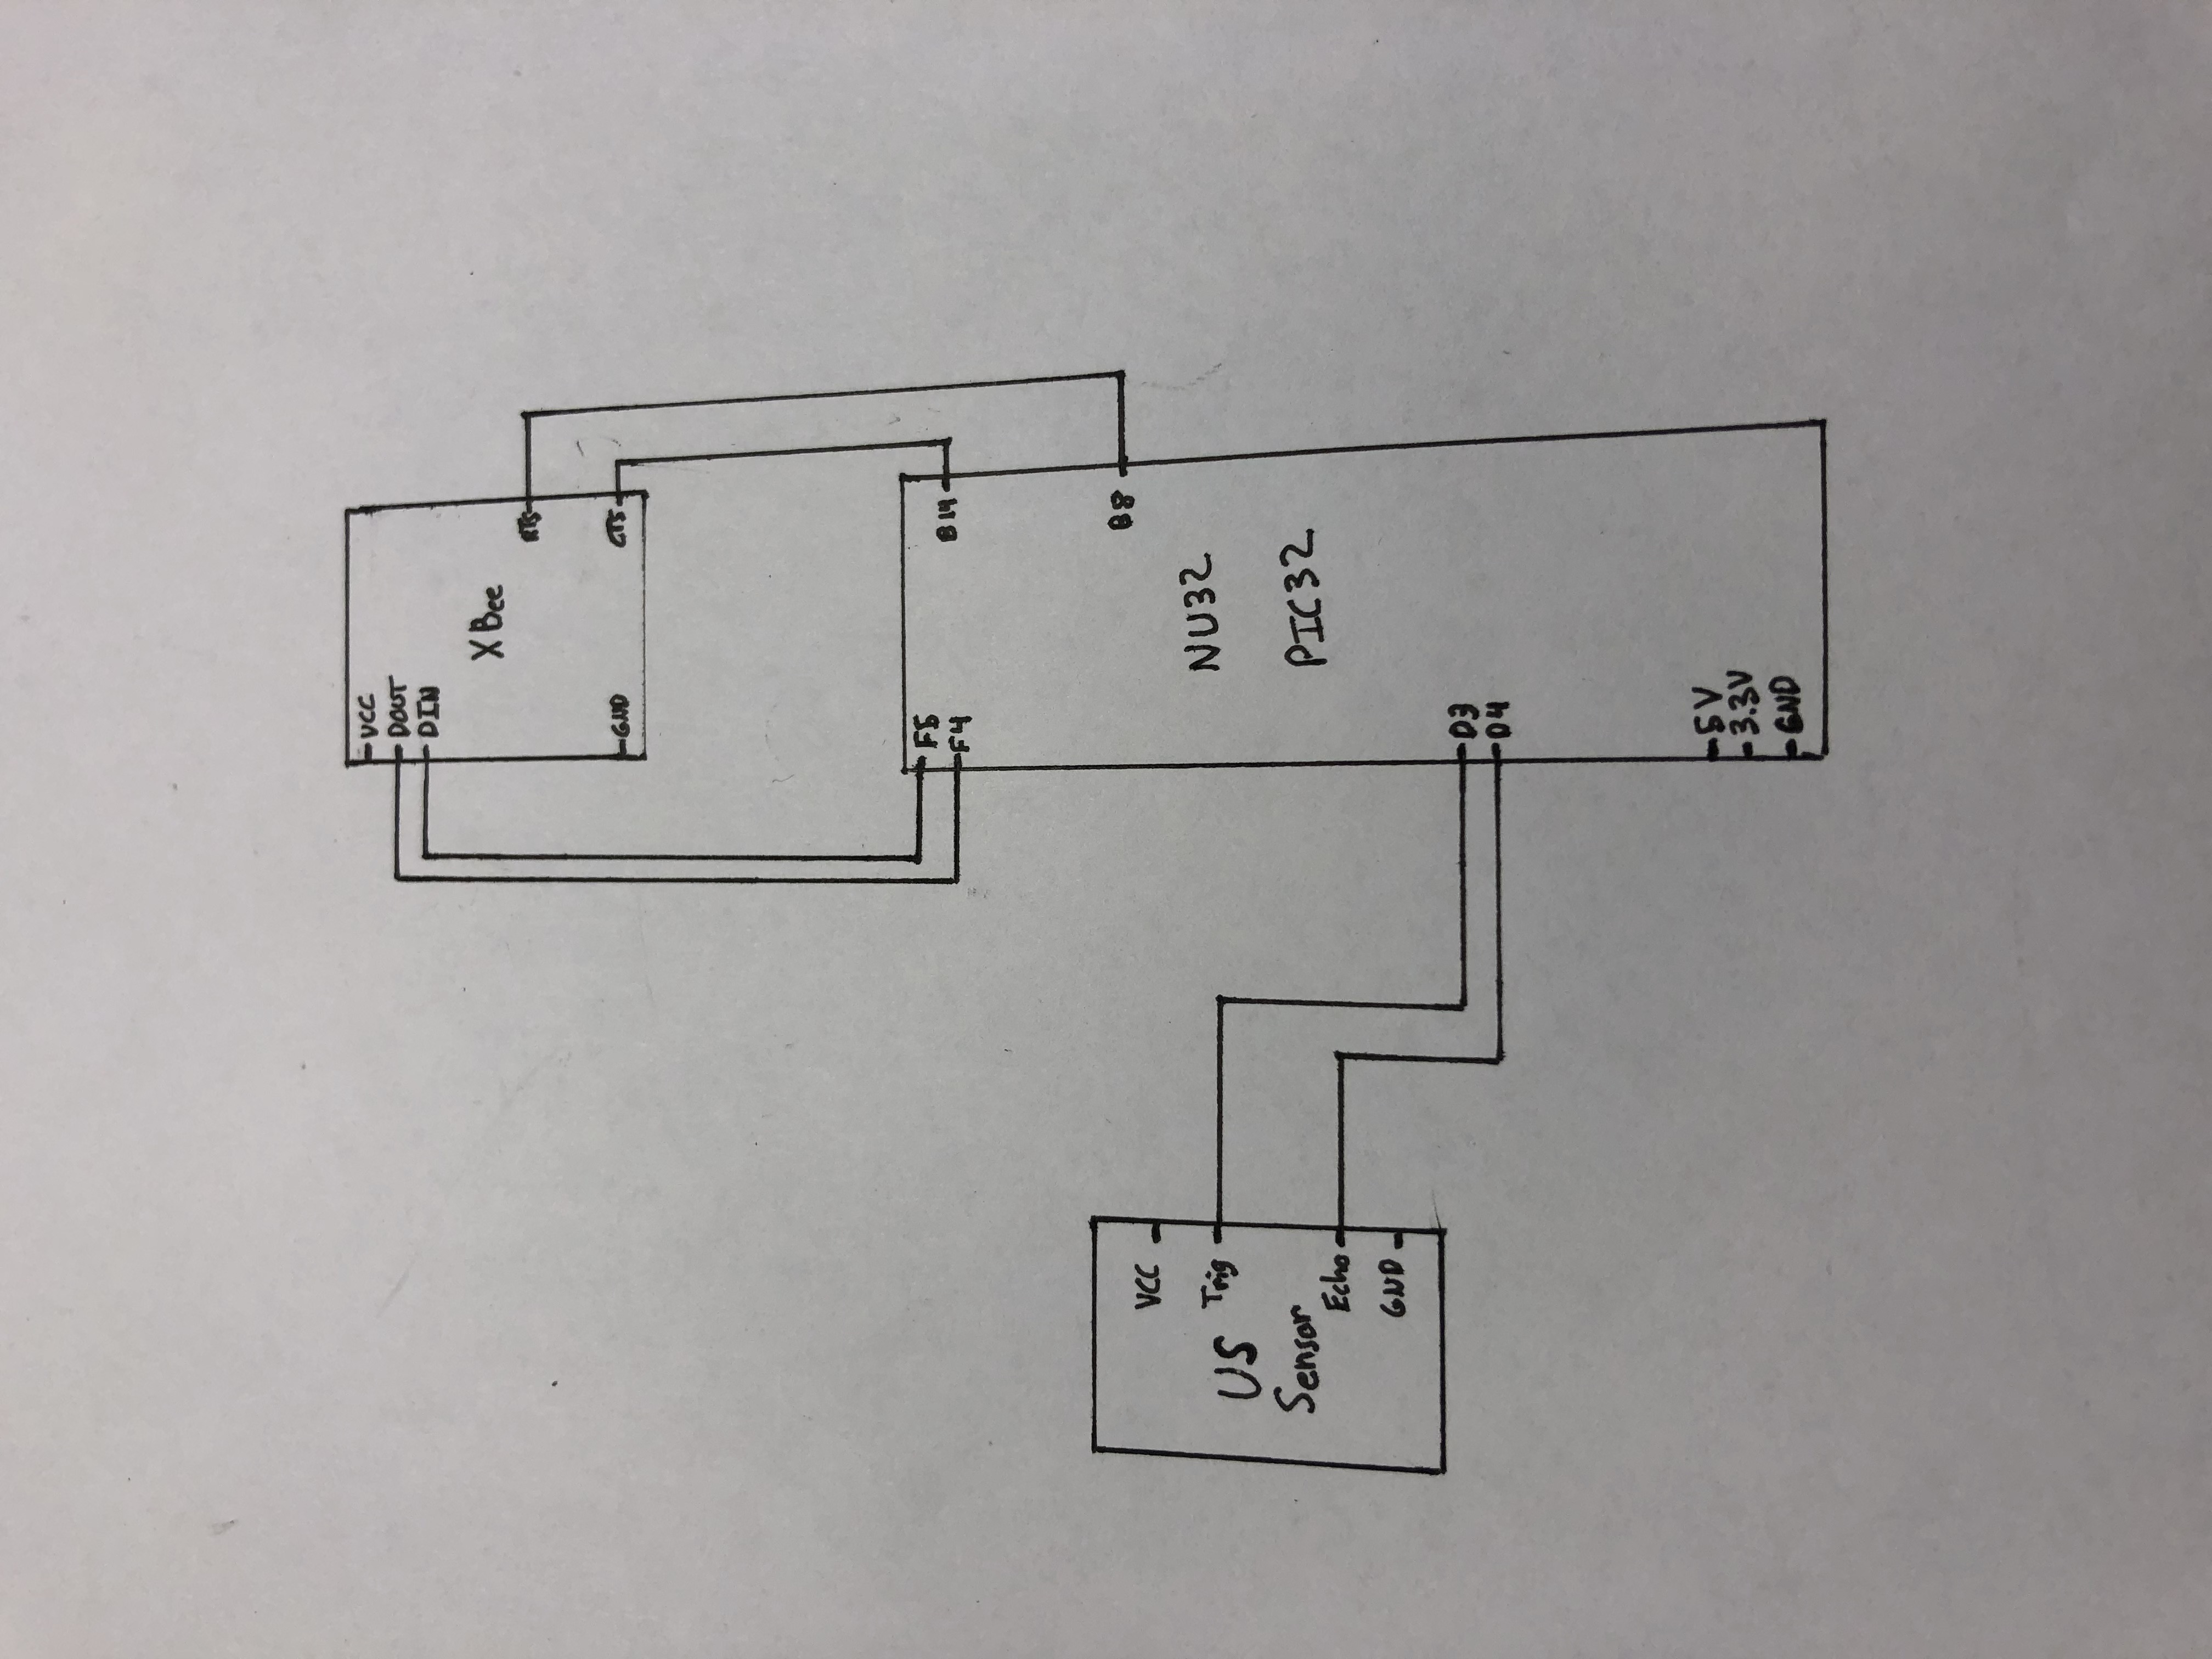 VCC
DOUT
DIN
XBee
RTS
GND
CTS
F5
B14
F4
B8
NU32
PIC32
VCC
Trig
US
Sensor
Echo
GND
D3
D4
5V
3.3V
GND